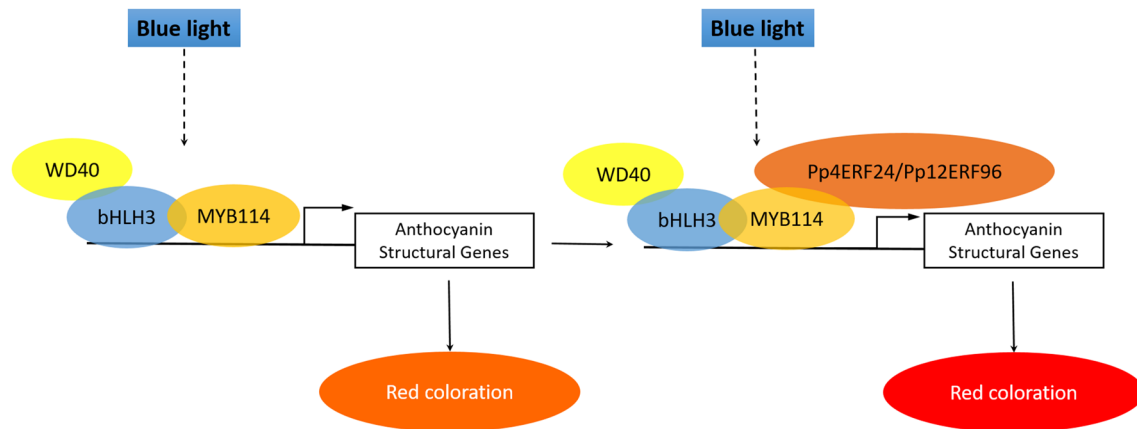 Blue light
WD40
bHLH3
MYB114
Anthocyanin
Structural Genes
Red coloration
Blue light
WD40
Pp4ERF24/Pp12ERF96
bHLH3
MYB114
Anthocyanin
Structural Genes
Red coloration